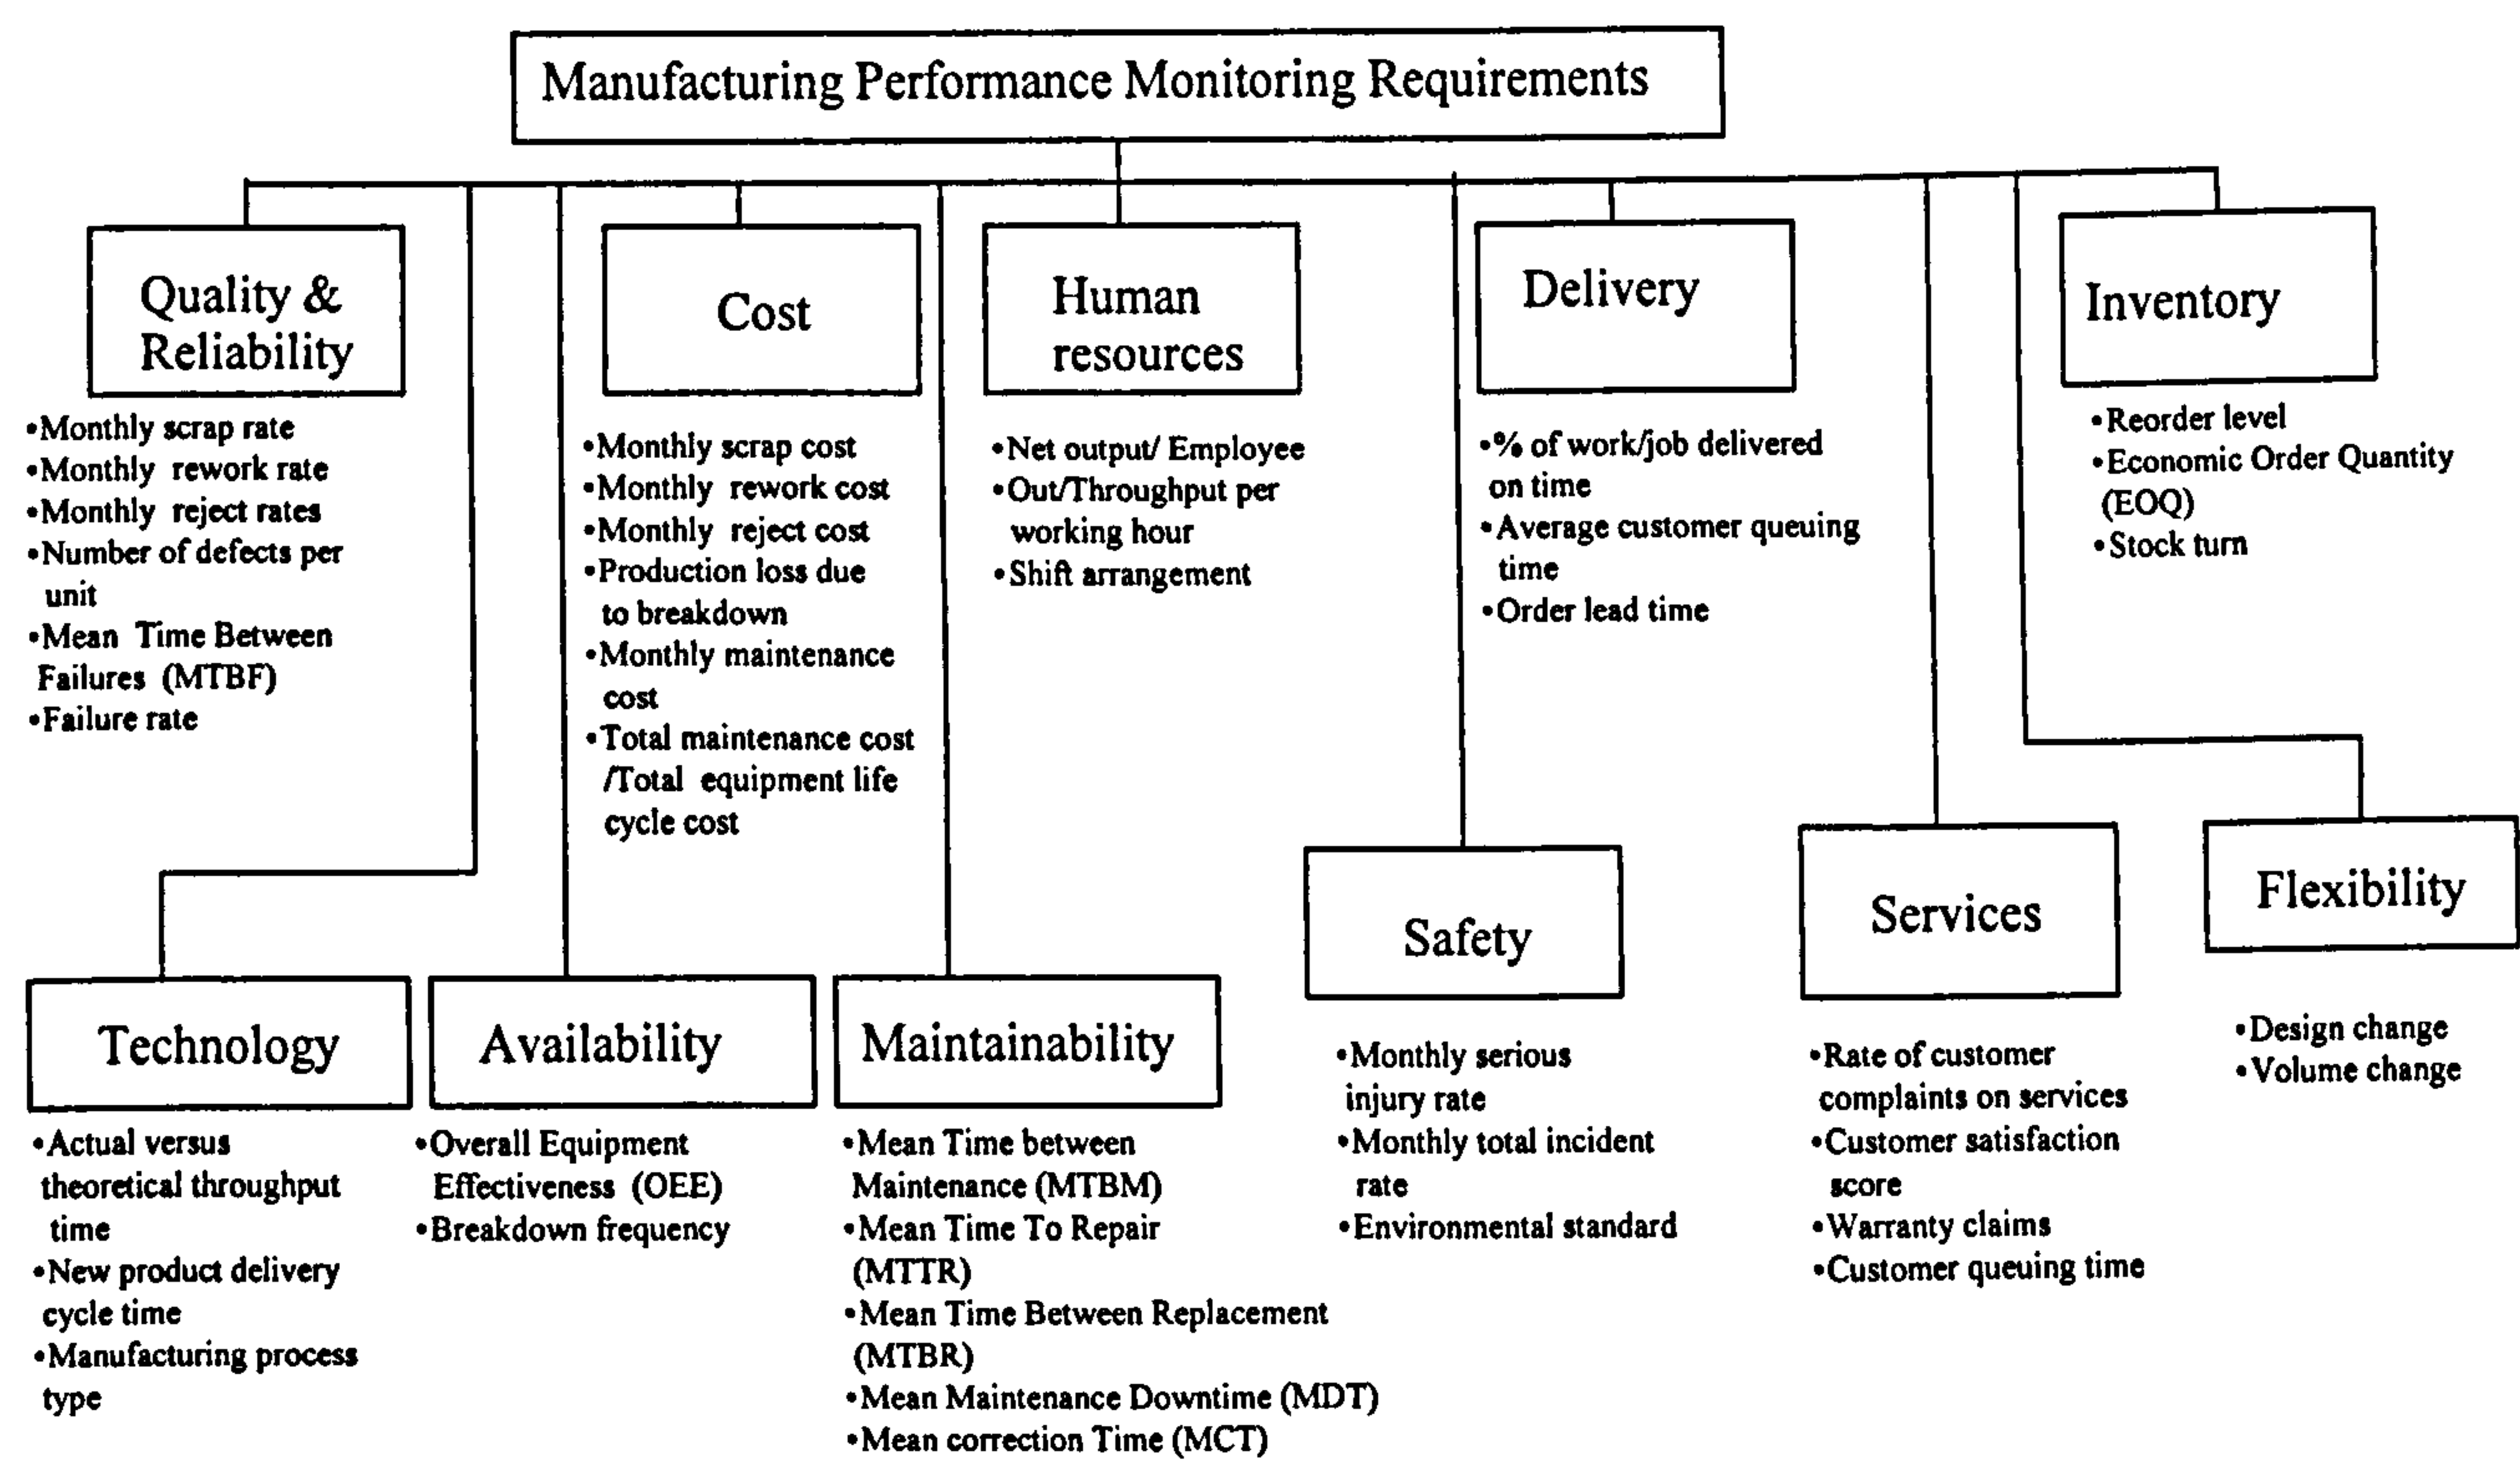 Manufacturing Performance Monitoring Requirements
Quality &
Reliability
•Monthly scrap rate
•Monthly rework rate
•Monthly reject rates
•Number of defects per
unit
•Mean Time Between
Failures (MTBF)
•Failure rate
Cost
•Monthly scrap cost
•Monthly rework cost
•Monthly reject cost
•Production loss due
to breakdown
•Monthly maintenance
cost
•Total maintenance cost
/Total equipment life
cycle cost
Human
resources
•Net output/ Employee
•Out/Throughput per
working hour
•Shift arrangement
Delivery
•% of work/job delivered
on time
•Average customer queuing
time
•Order lead time
Inventory
•Reorder level
•Economic Order Quantity
(EOQ)
•Stock turn
Technology
•Actual versus
theoretical throughput
time
•New product delivery
cycle time
•Manufacturing process
type
Availability
•Overall Equipment
Effectiveness (OEE)
•Breakdown frequency
Maintainability
•Mean Time between
Maintenance (MTBM)
•Mean Time To Repair
(MTTR)
•Mean Time Between Replacement
(MTBR)
•Mean Maintenance Downtime (MDT)
•Mean correction Time (MCT)
Safety
•Monthly serious
injury rate
•Monthly total incident
rate
•Environmental standard
Services
•Rate of customer
complaints on services
•Customer satisfaction
score
•Warranty claims
•Customer queuing time
Flexibility
•Design change
•Volume change